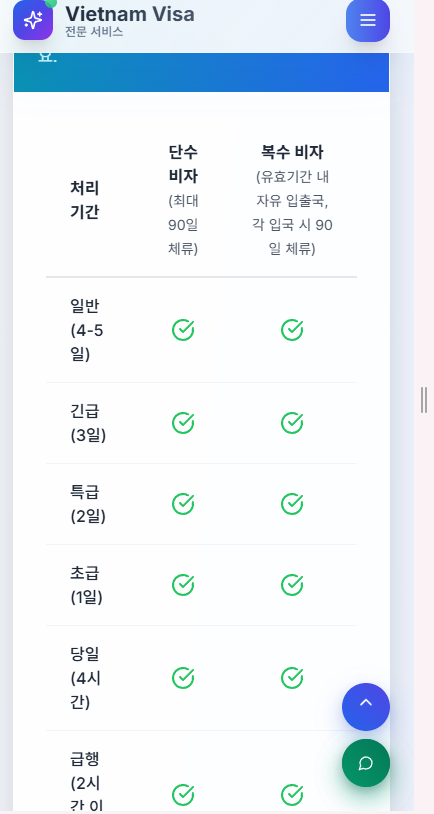 Vietnam Visa
전문 서비스
요.
처리
기간
단수
비자
(최대
90일
체류)
복수 비자
(유효기간 내
자유 입출국,
각 입국 시 90
일 체류)
일반
(4-5
일)
긴급
(3일)
특급
(2일)
초급
(1일)
당일
(4시
간)
급행
(2시
간 이